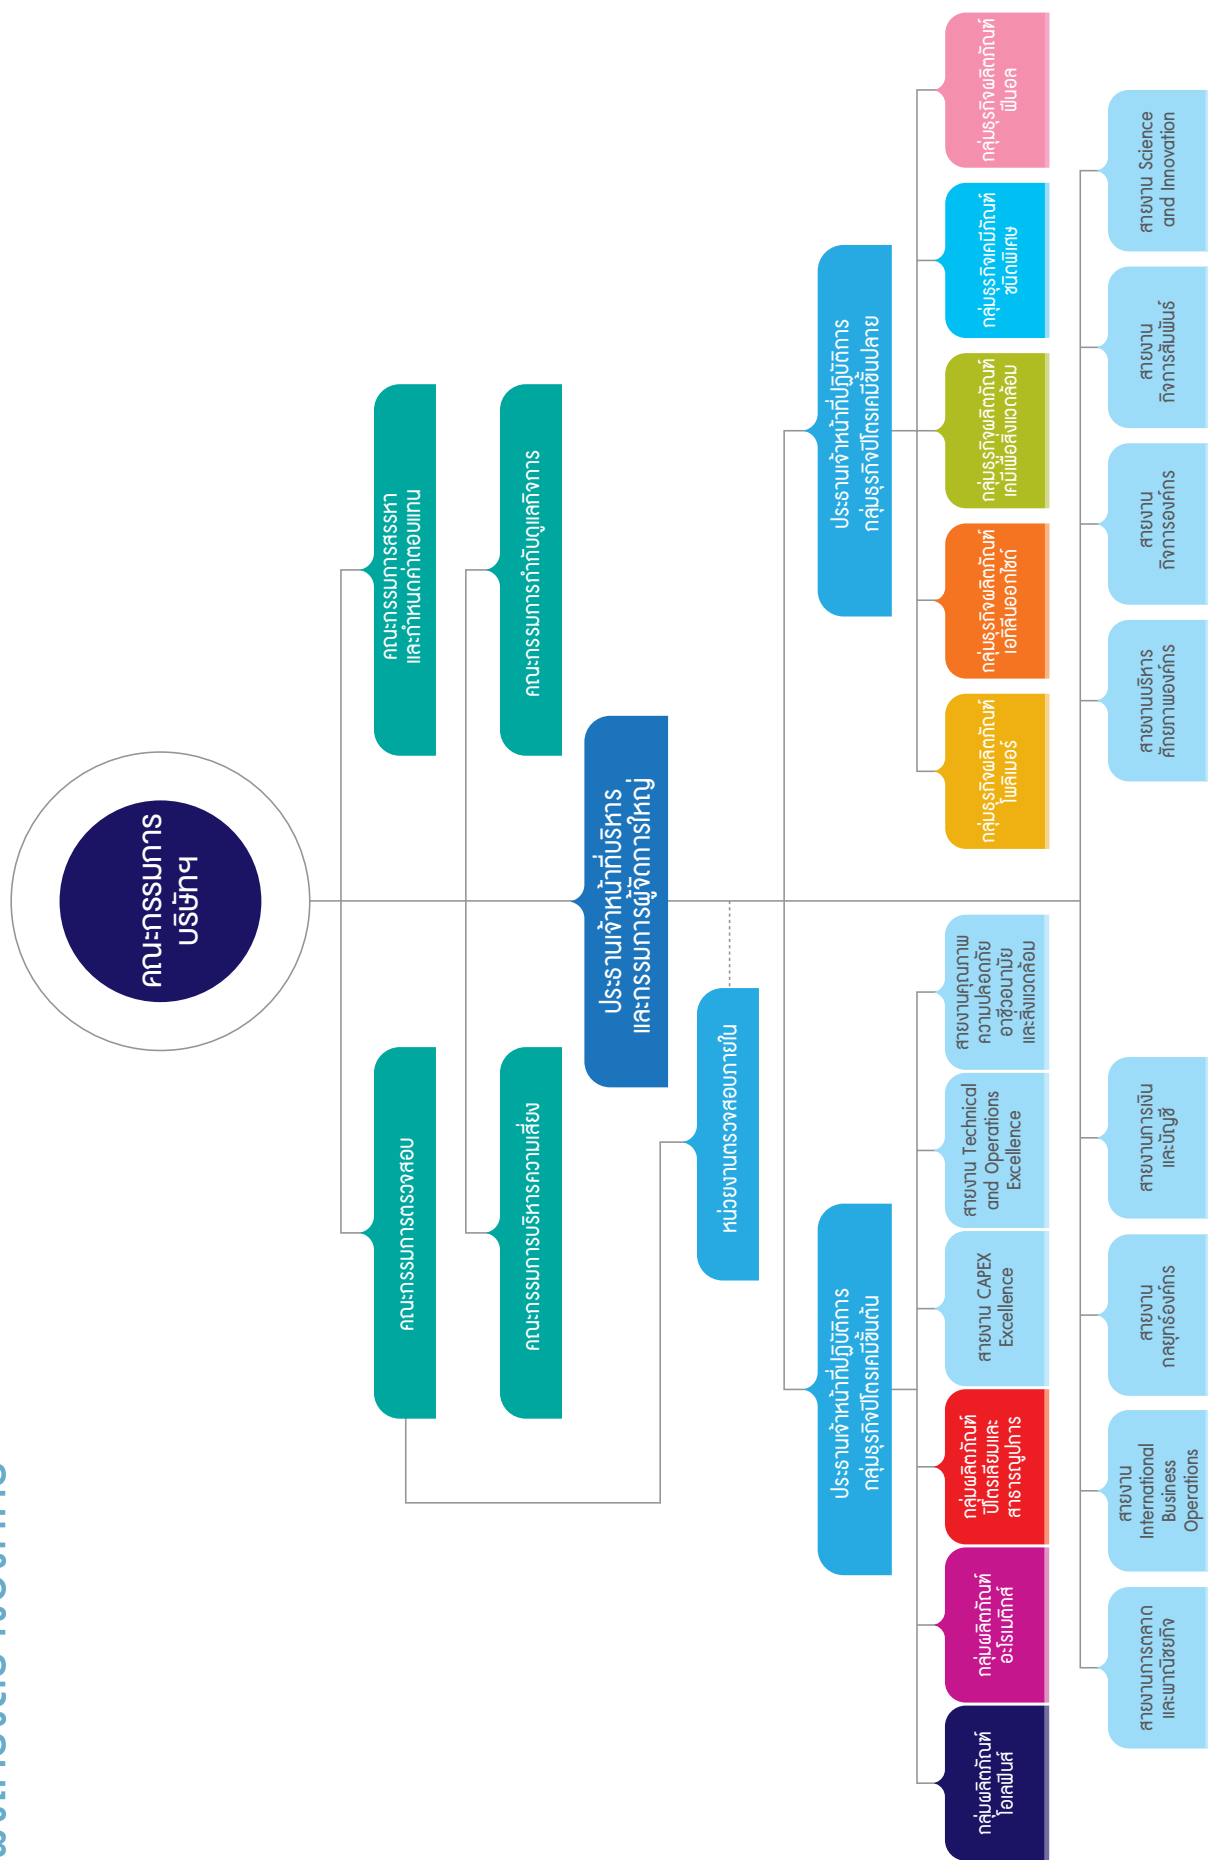 คณะกรรมการ
บริษัทฯ
คณะกรรมการตรวจสอบ
คณะกรรมการสรรหา
และกำหนดค่าตอบแทน
คณะกรรมการบริหารความเสี่ยง
คณะกรรมการกำกับดูแลกิจการ
ประธานเจ้าหน้าที่บริหาร
และกรรมการผู้จัดการใหญ่
หน่วยงานตรวจสอบภายใน
ประธานเจ้าหน้าที่ปฏิบัติการ
กลุ่มธุรกิจปิโตรเคมีขั้นต้น
ประธานเจ้าหน้าที่ปฏิบัติการ
กลุ่มธุรกิจปิโตรเคมีขั้นปลาย
กลุ่มผลิตภัณฑ์
โอเลฟินส์
กลุ่มผลิตภัณฑ์
อะโรเมติกส์
กลุ่มผลิตภัณฑ์
ปิโตรเลียมและ
สาธารณูปการ
สายงาน CAPEX
Excellence
สายงาน Technical
and Operations
Excellence
สายงานคุณภาพ
ความปลอดภัย
อาชีวอนามัย
และสิ่งแวดล้อม
กลุ่มธุรกิจผลิตภัณฑ์
โพลิเมอร์
กลุ่มธุรกิจผลิตภัณฑ์
เอทิลีนออกไซด์
กลุ่มธุรกิจผลิตภัณฑ์
เคมีเพื่อสิ่งแวดล้อม
กลุ่มธุรกิจเคมีภัณฑ์
ชนิดพิเศษ
กลุ่มธุรกิจผลิตภัณฑ์
ฟีนอล
สายงานการตลาด
และพาณิชยกิจ
สายงาน
International
Business
Operations
สายงาน
กลยุทธ์องค์กร
สายงานการเงิน
และบัญชี
สายงานบริหาร
ศักยภาพองค์กร
สายงาน
กิจการองค์กร
สายงาน
กิจการสัมพันธ์
สายงาน Science
and Innovation